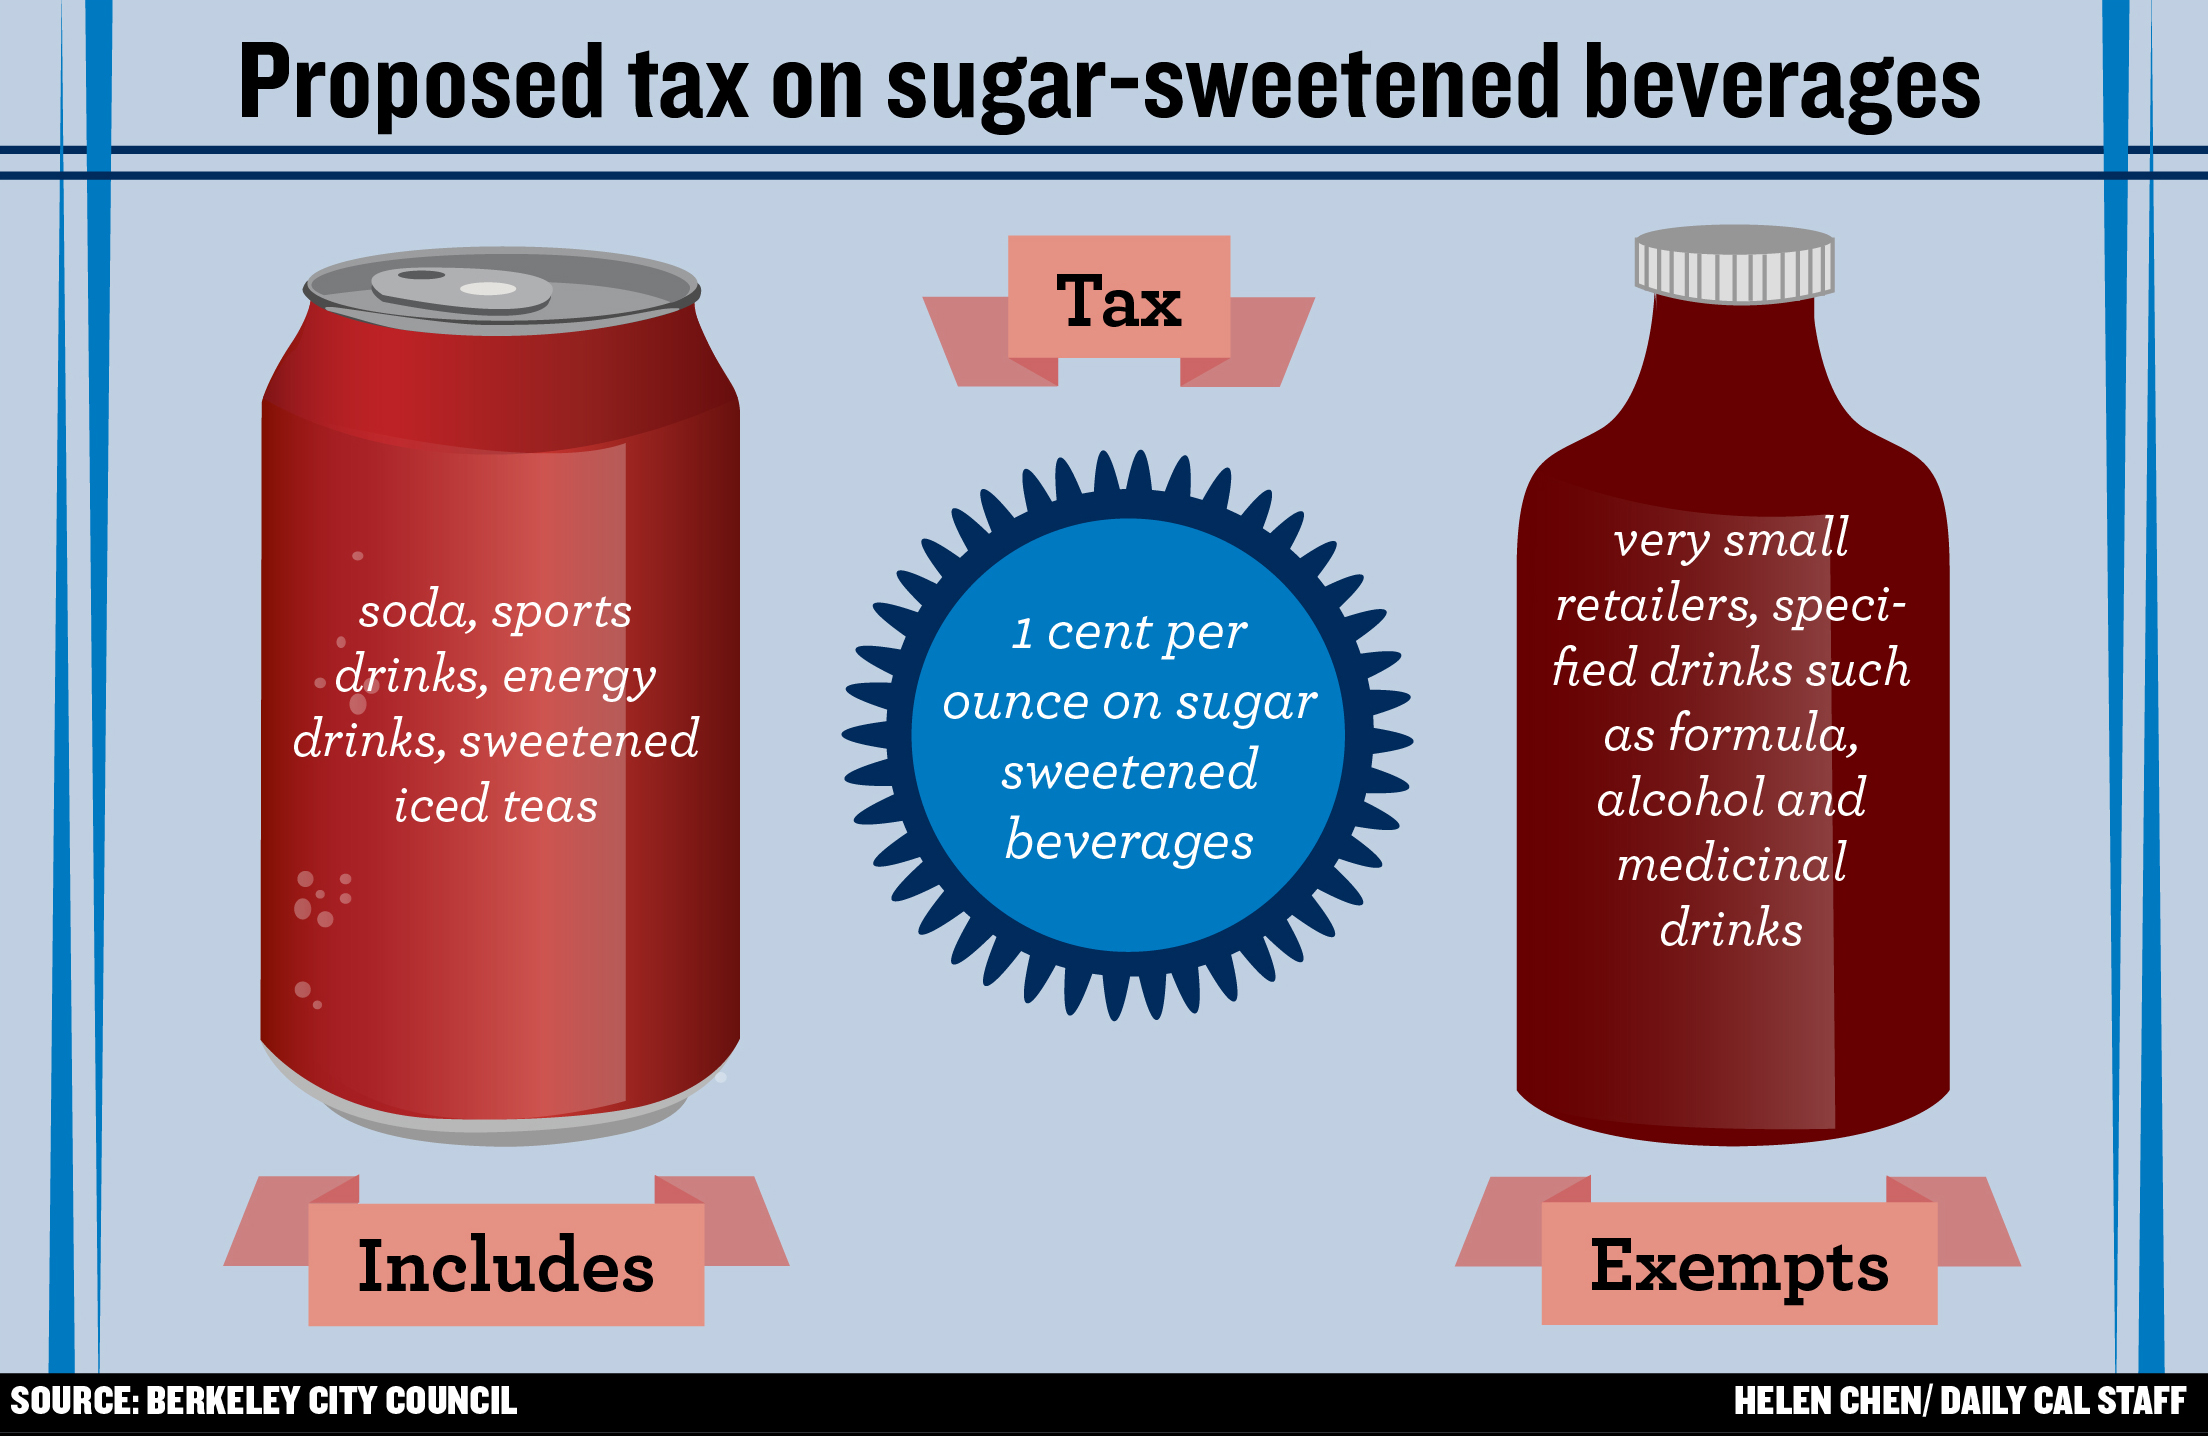 Proposed tax on sugar-sweetened beverages
soda, sports
drinks, energy
drinks, sweetened
iced teas
Includes
Tax
1 cent per
ounce on sugar
sweetened
beverages
very small
retailers, speci-
fied drinks such
as formula,
alcohol and
medicinal
drinks
Exempts
SOURCE: BERKELEY CITY COUNCIL
HELEN CHEN/ DAILY CAL STAFF